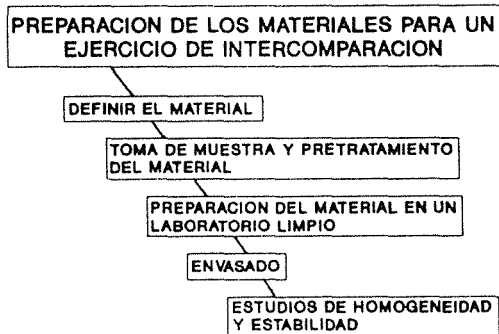 PREPARACION DE LOS MATERIALES PARA UN
EJERCICIO DE INTERCOMPARACION
DEFINIR EL MATERIAL
TOMA DE MUESTRA Y PRETRATAMIENTO
DEL MATERIAL
PREPARACION DEL MATERIAL EN UN
LABORATORIO LIMPIO
ENVASADO
ESTUDIOS DE HOMOGENEIDAD
Y ESTABILIDAD